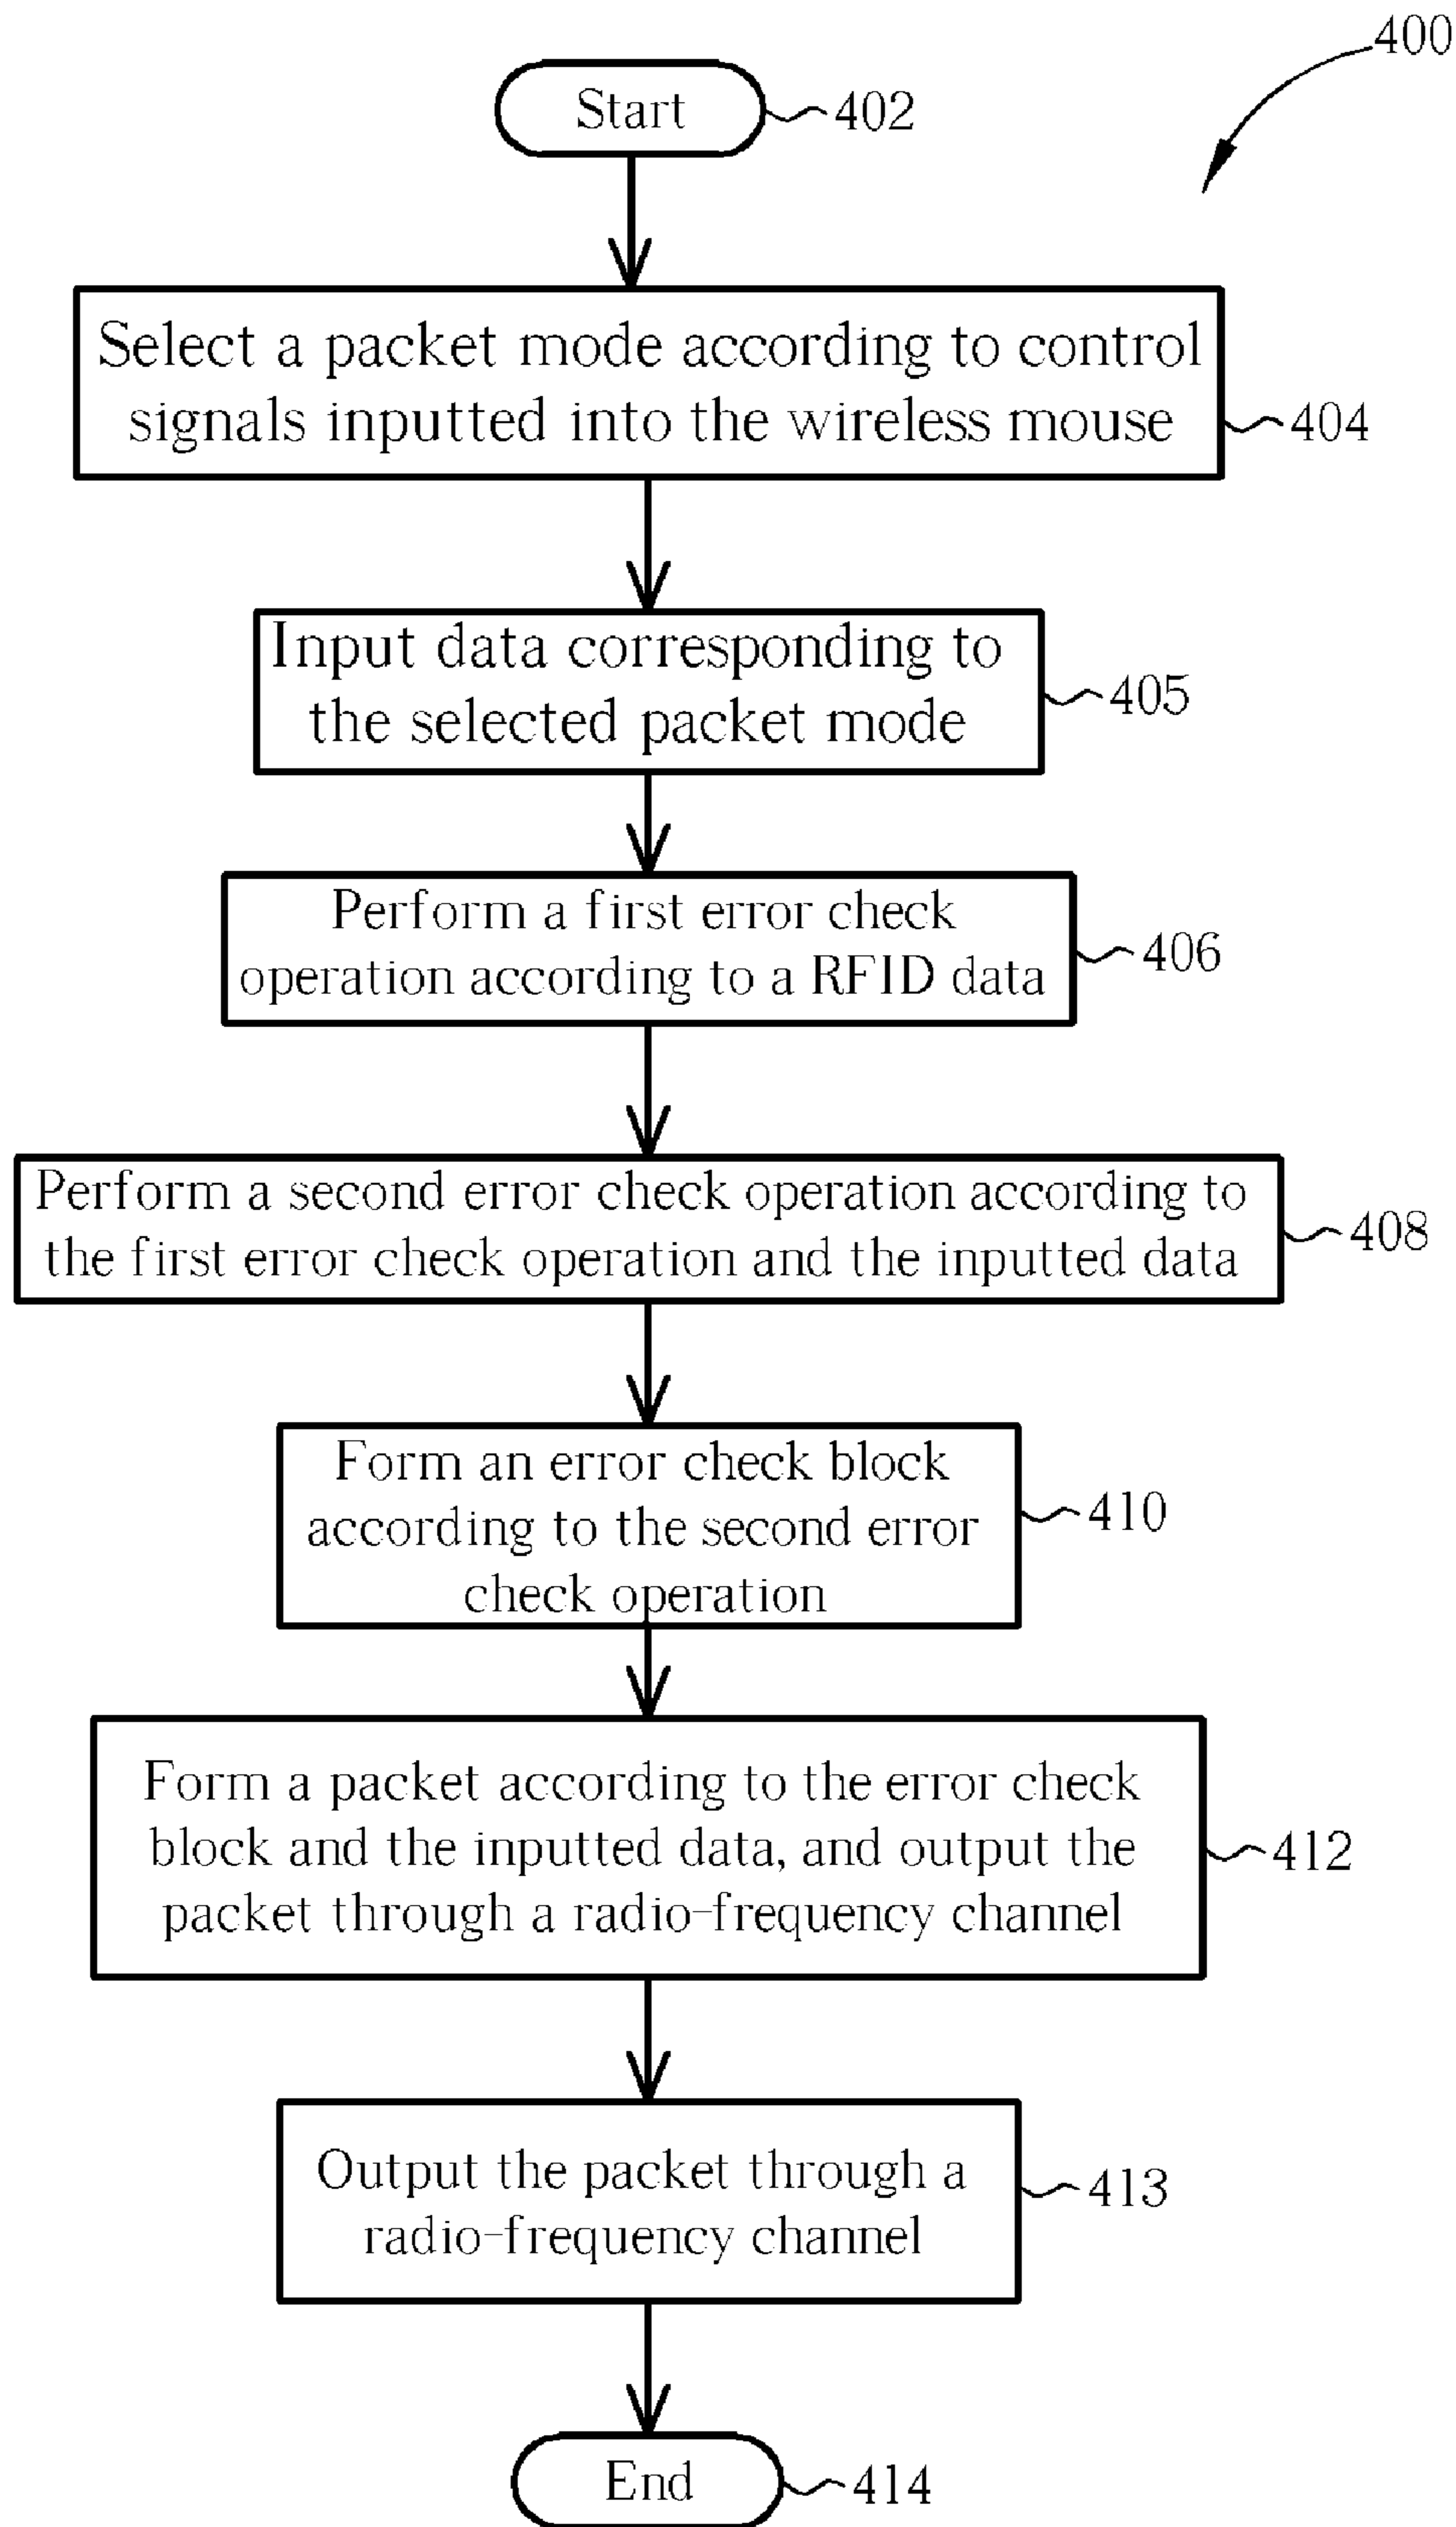 400
Start
402
Select a packet mode according to control
signals inputted into the wireless mouse
404
Input data corresponding to
the selected packet mode
405
Perform a first error check
operation according to a RFID data
406
Perform a second error check operation according to
the first error check operation and the inputted data
408
Form an error check block
according to the second error
check operation
410
Form a packet according to the error check
block and the inputted data, and output the
packet through a radio-frequency channel
412
Output the packet through a
radio-frequency channel
413
End
414